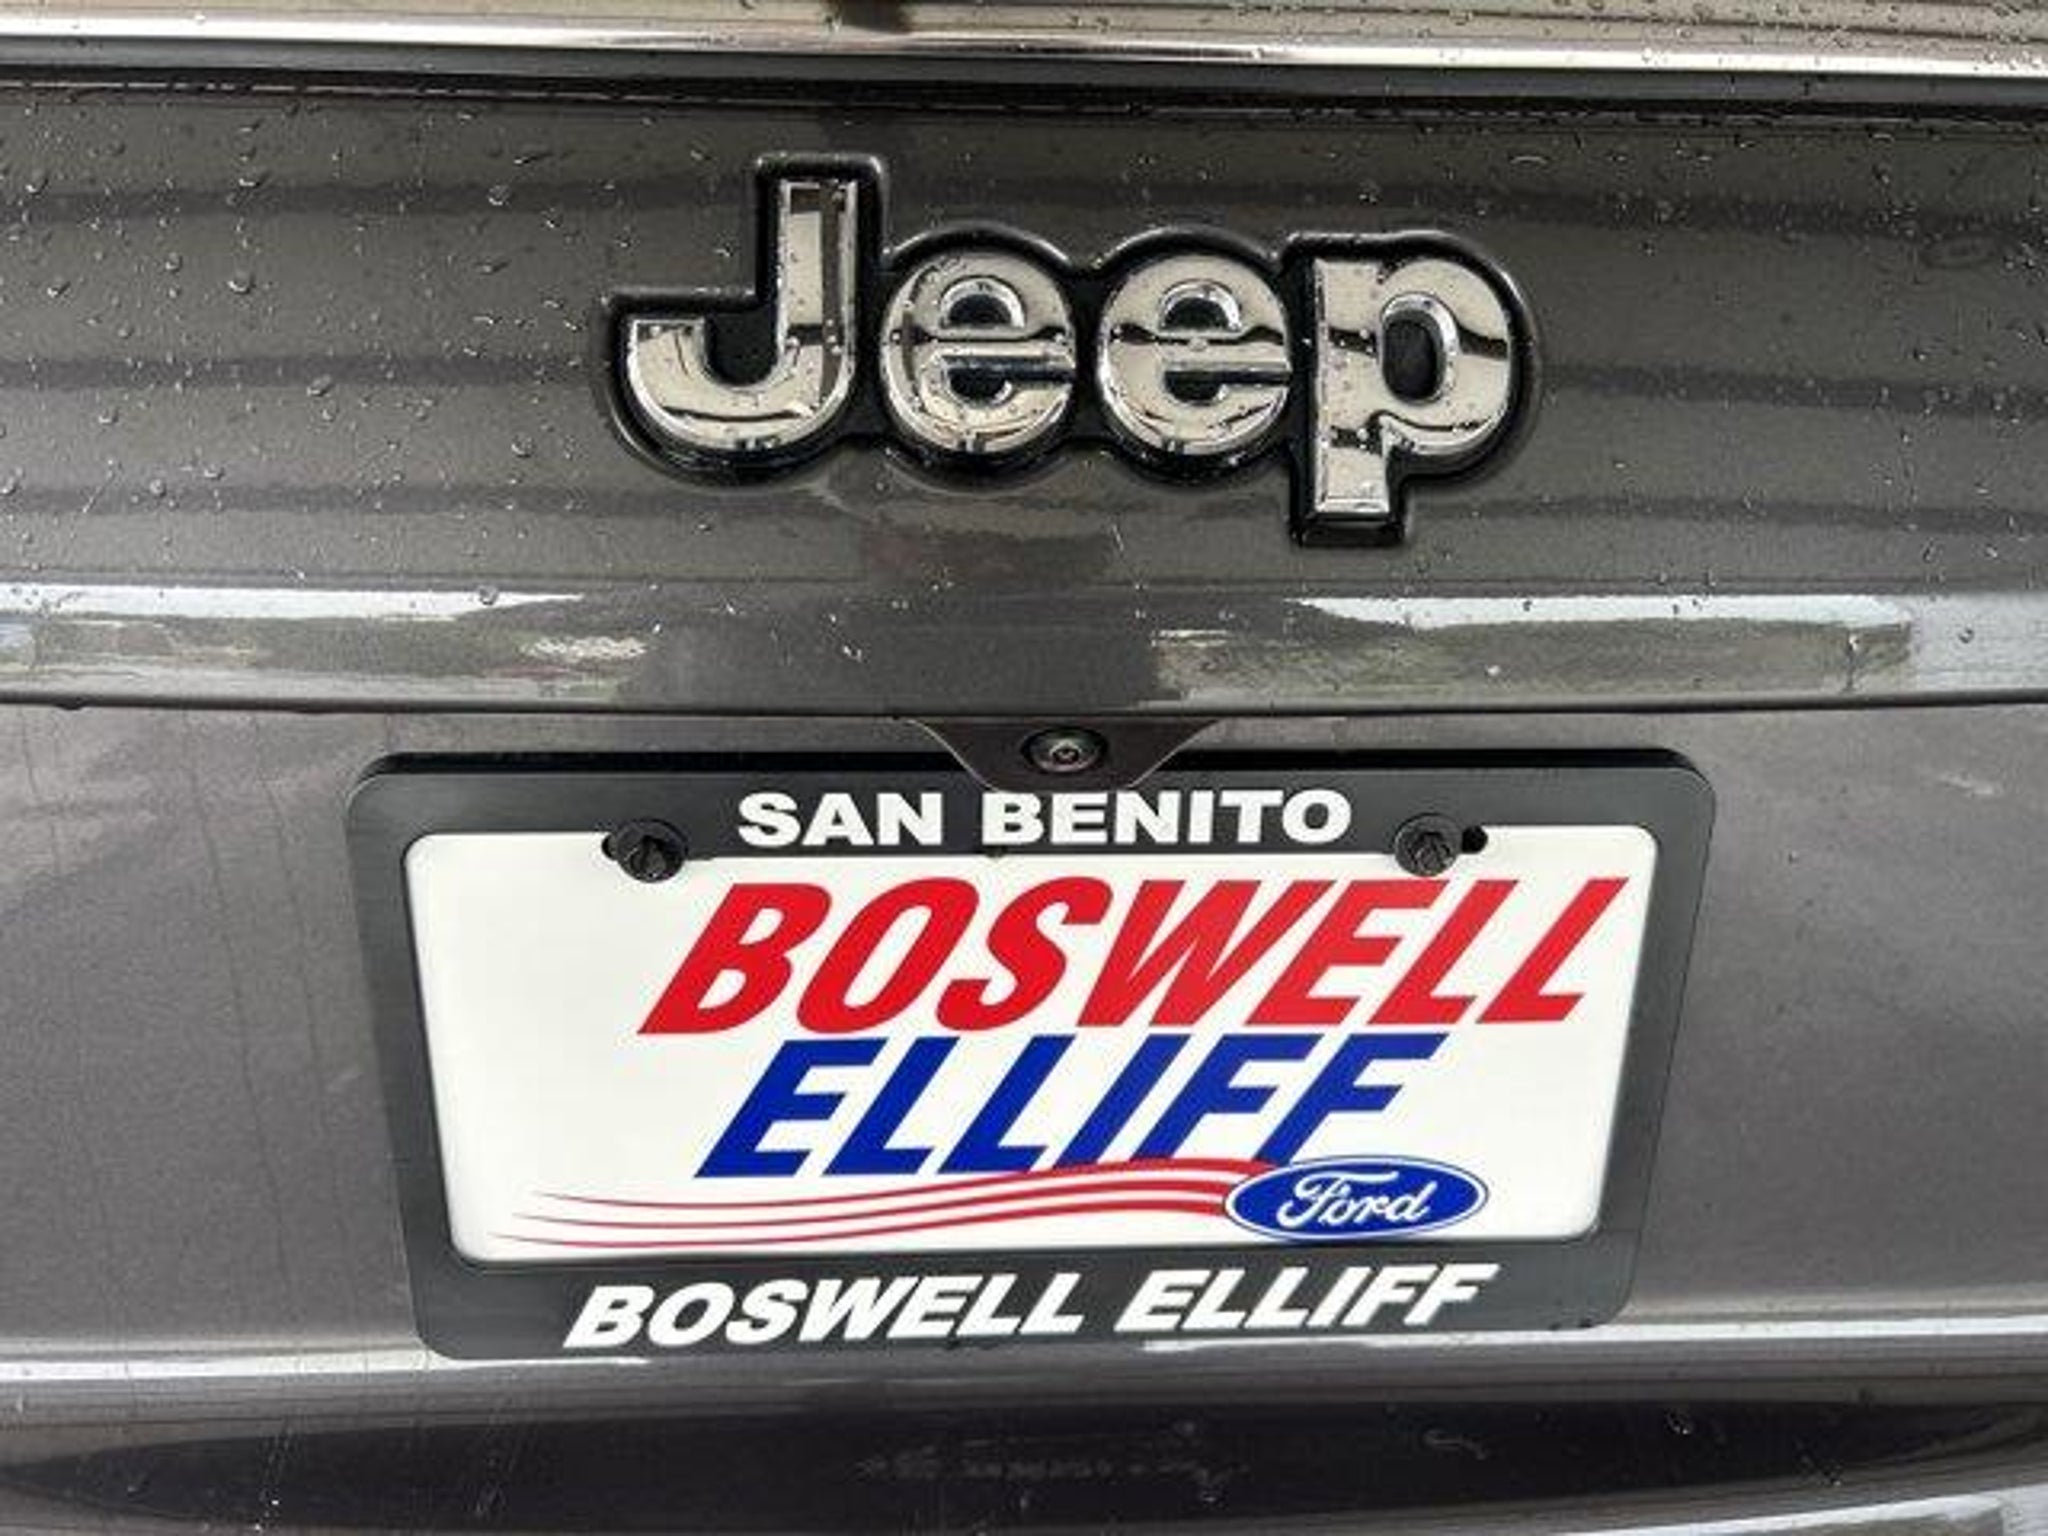 Jeep
SAN BENITO
BOSWELL
ELLIFF
Ford
BOSWELL ELLIFF